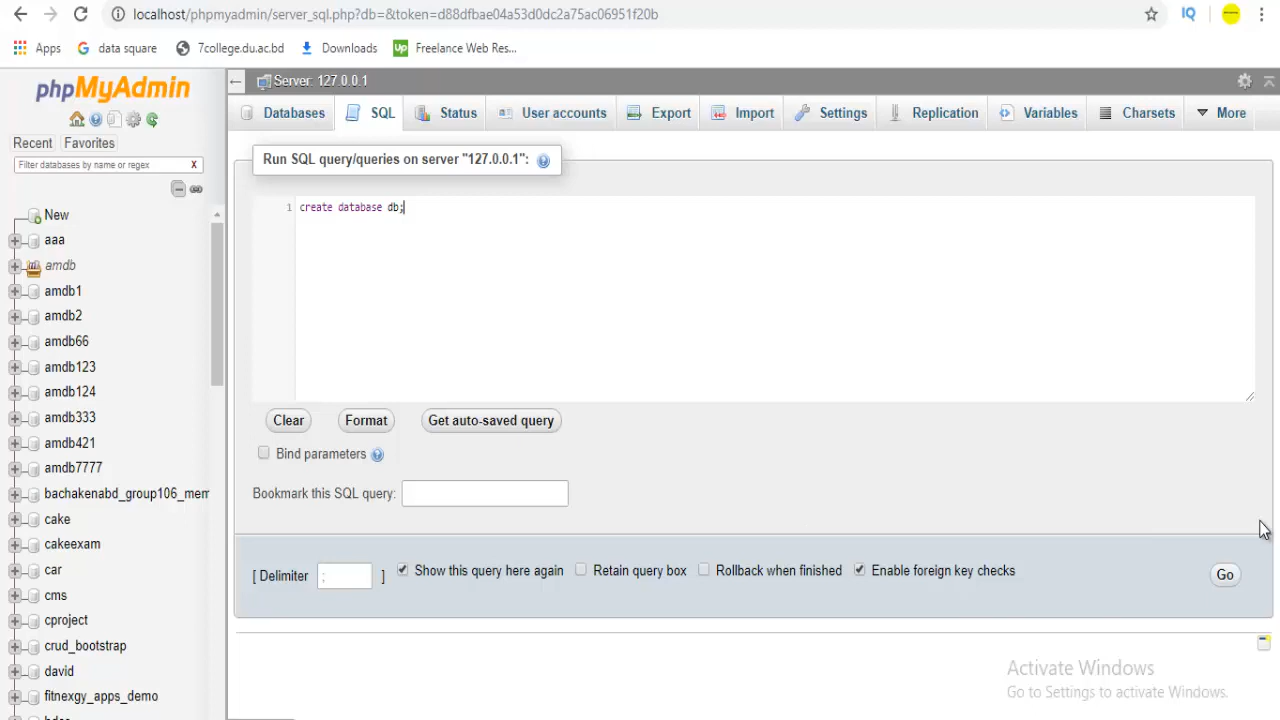 localhost/phpmyadmin/server_sql.php?db=&token=d88dfbae04a53d0dc2a75ac06951f20b
Apps data square 7college.du.ac.bd Downloads Up Freelance Web Res...
phpMyAdmin
Server: 127.0.0.1
Databases SQL Status User accounts Export Import Settings Replication Variables Charsets More
Recent Favorites
Filter databases by name or regex X
New
aaa
amdb
amdb1
amdb2
amdb66
amdb123
amdb124
amdb333
amdb421
amdb7777
bachakenabd_group106_mem
cake
cakeexam
car
cms
cproject
crud_bootstrap
david
fitnexgy_apps_demo
Run SQL query/queries on server "127.0.0.1":
1 create database db;
Clear Format Get auto-saved query
Bind parameters
Bookmark this SQL query:
[ Delimiter ; ] Show this query here again Retain query box Rollback when finished Enable foreign key checks Go
Activate Windows
Go to Settings to activate Windows.